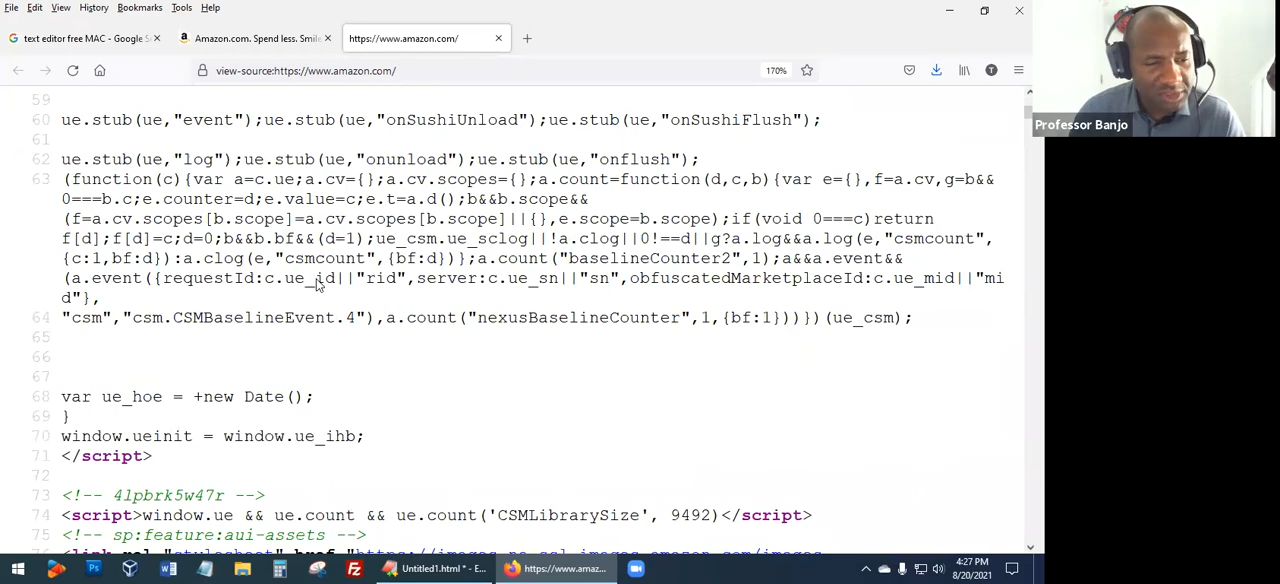 File Edit View History Bookmarks Tools Help
text editor free MAC - Google S
Amazon.com. Spend less. Smile
https://www.amazon.com/
view-source:https://www.amazon.com/
170%
T
59
60 ue.stub(ue,"event");ue.stub(ue,"onSushiUnload");ue.stub(ue,"onSushiFlush");
61
62 ue.stub(ue,"log");ue.stub(ue,"onunload");ue.stub(ue,"onflush");
63 (function(c){var a=c.ue;a.cv={};a.cv.scopes={};a.count=function(d,c,b){var e={},f=a.cv,g=b&&
0===b.c;e.counter=d;e.value=c;e.t=a.d();b&&b.scope&&
(f=a.cv.scopes[b.scope]=a.cv.scopes[b.scope]||{},e.scope=b.scope);if(void 0===c)return
f[d];f[d]=c;d=0;b&&b.bf&&(d=1);ue_csm.ue_sclog||!a.clog||0!==d||g?a.log&&a.log(e,"csmcount",
{c:1,bf:d}):a.clog(e,"csmcount",{bf:d})};a.count("baselineCounter2",1);a&&a.event&&
(a.event({requestId:c.ue_id||"rid",server:c.ue_sn||"sn",obfuscatedMarketplaceId:c.ue_mid||"mi
d"},
64 "csm","csm.CSMBaselineEvent.4"),a.count("nexusBaselineCounter",1,{bf:1}))})(ue_csm);
65
66
67
68 var ue_hoe = +new Date();
69 }
70 window.ueinit = window.ue_ihb;
71 </script>
72
73 <!-- 4lpbrk5w47r -->
74 <script>window.ue && ue.count && ue.count('CSMLibrarySize', 9492)</script>
75 <!-- sp:feature:aui-assets -->
Professor Banjo
Untitled1.html * - E...
https://www.amaz...
4:27 PM
8/20/2021